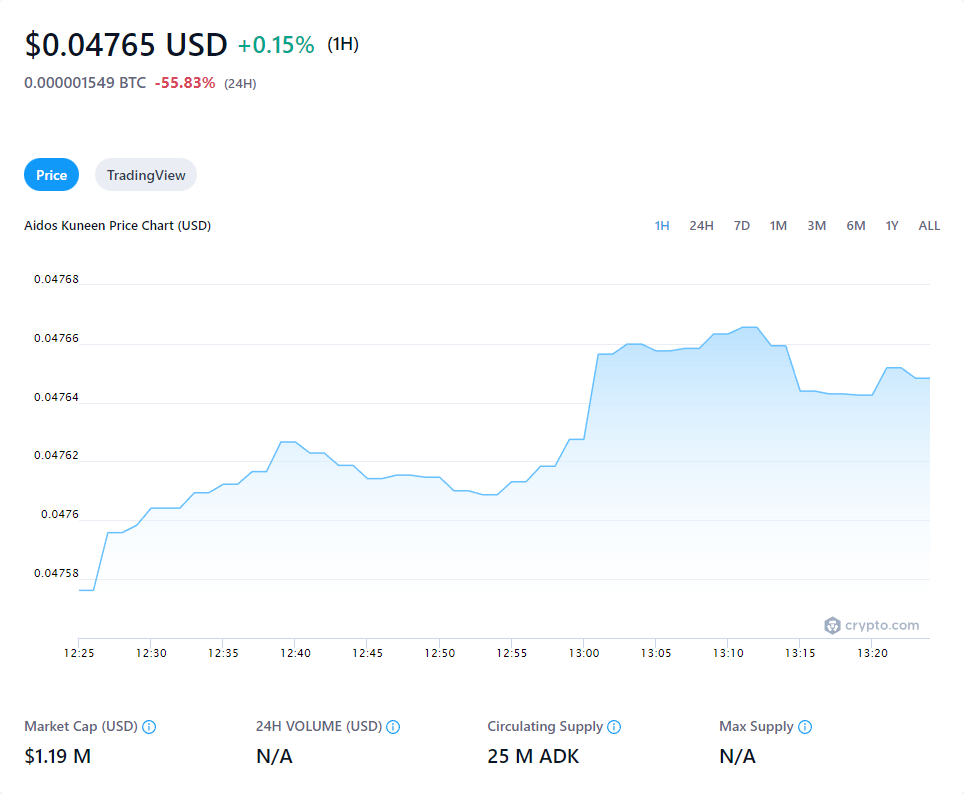 $0.04765 USD +0.15% (1H)
0.000001549 BTC -55.83% (24H)
Price TradingView
Aidos Kuneen Price Chart (USD) 1H 24H 7D 1M 3M 6M 1Y ALL
0.04768
0.04766
0.04764
0.04762
0.0476
0.04758
crypto.com
12:25 12:30 12:35 12:40 12:45 12:50 12:55 13:00 13:05 13:10 13:15 13:20
Market Cap (USD) 24H VOLUME (USD) Circulating Supply Max Supply
$1.19 M N/A 25 M ADK N/A